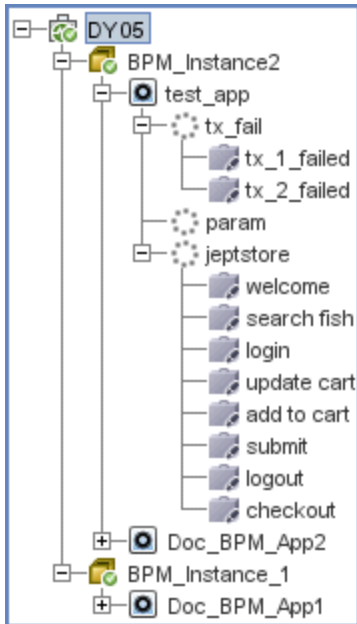 DY05
BPM_Instance2
test_app
tx_fail
tx_1_failed
tx_2_failed
param
jeptstore
welcome
search fish
login
update cart
add to cart
submit
logout
checkout
Doc_BPM_App2
BPM_Instance_1
Doc_BPM_App1